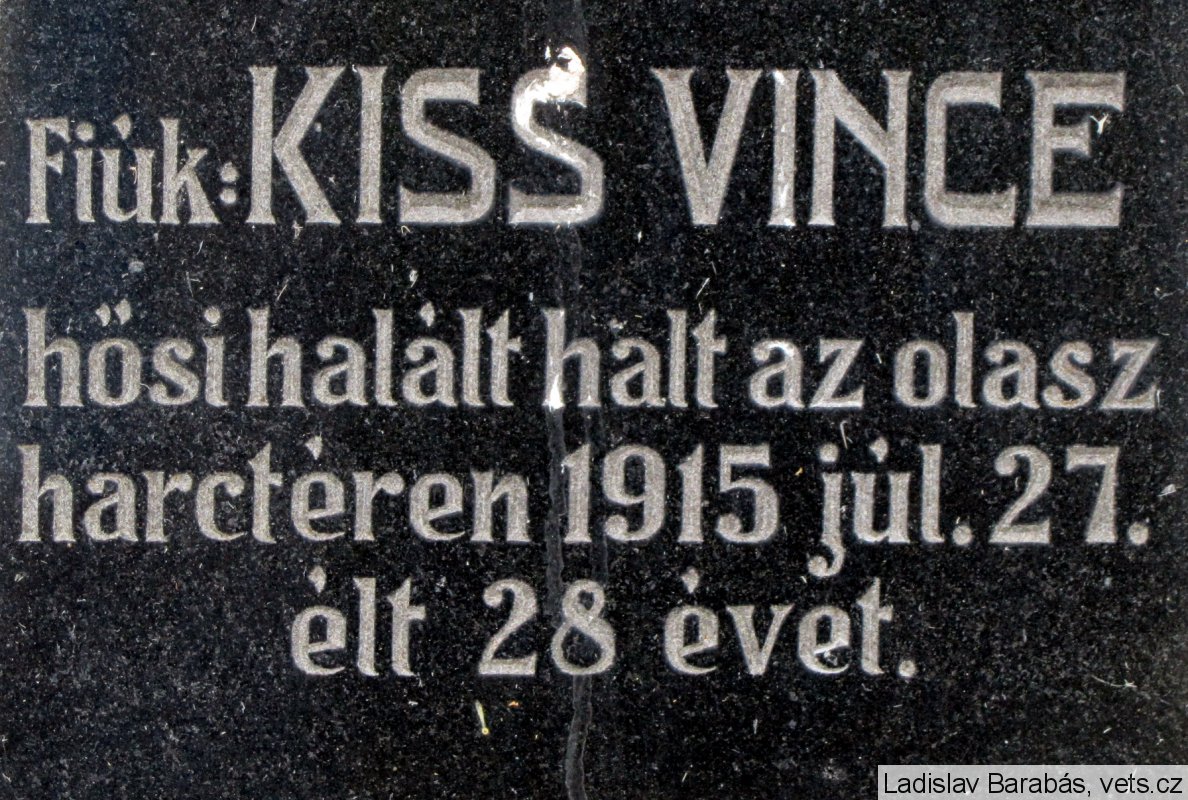 Fiúk: KISS VINCE
hősi halált halt az olasz
harctéren 1915 júl. 27.
élt 28 évet.
Ladislav Barabás, vets.cz